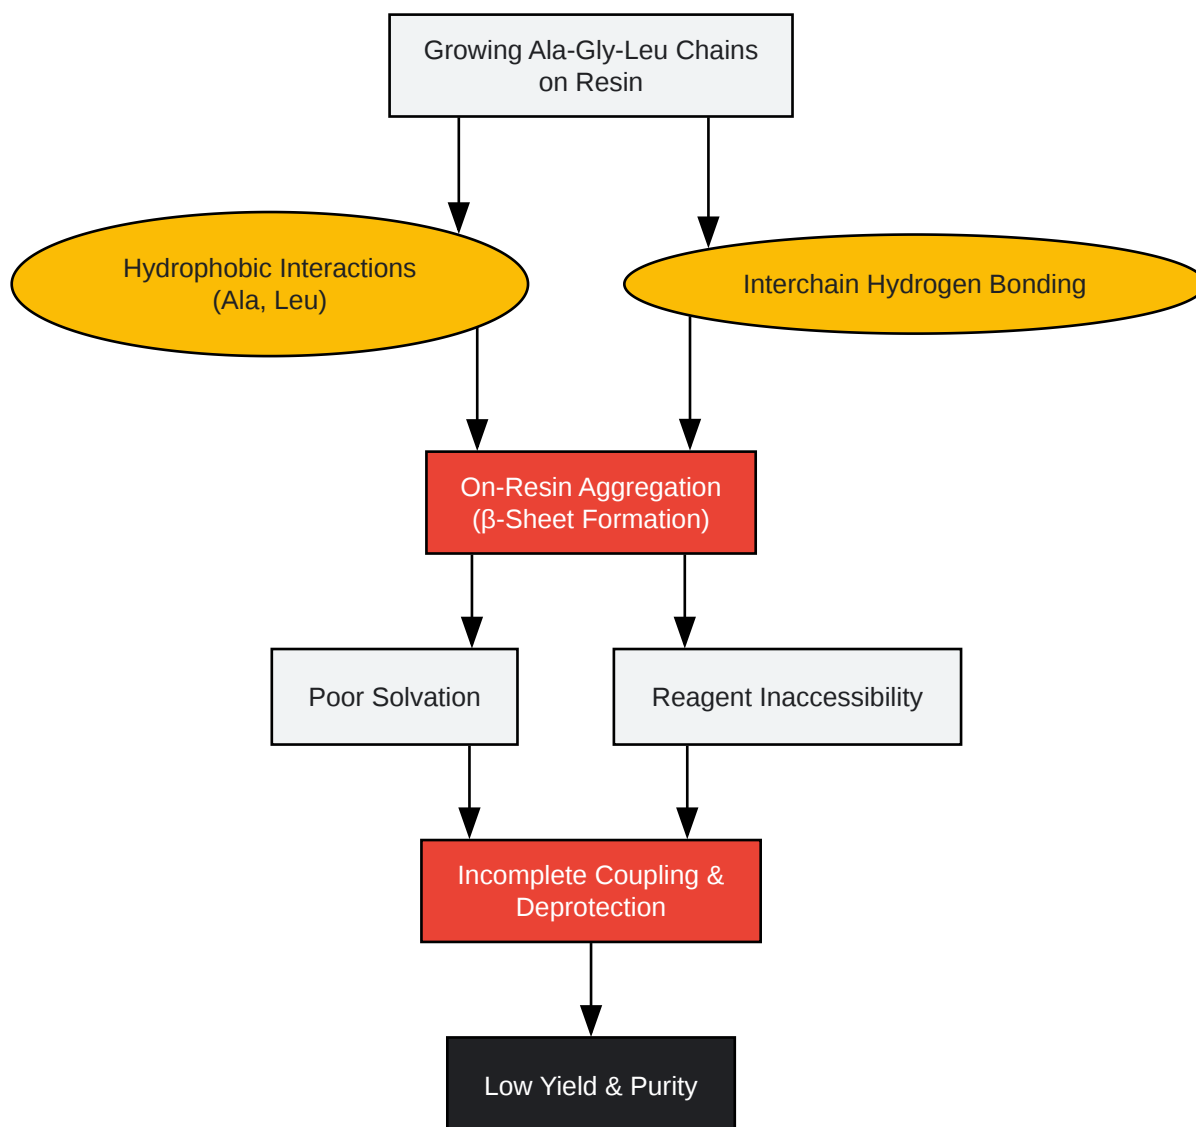 Growing Ala-Gly-Leu Chains
on Resin
Hydrophobic Interactions
(Ala, Leu)
Interchain Hydrogen Bonding
On-Resin Aggregation
(β-Sheet Formation)
Poor Solvation
Reagent Inaccessibility
Incomplete Coupling &
Deprotection
Low Yield & Purity